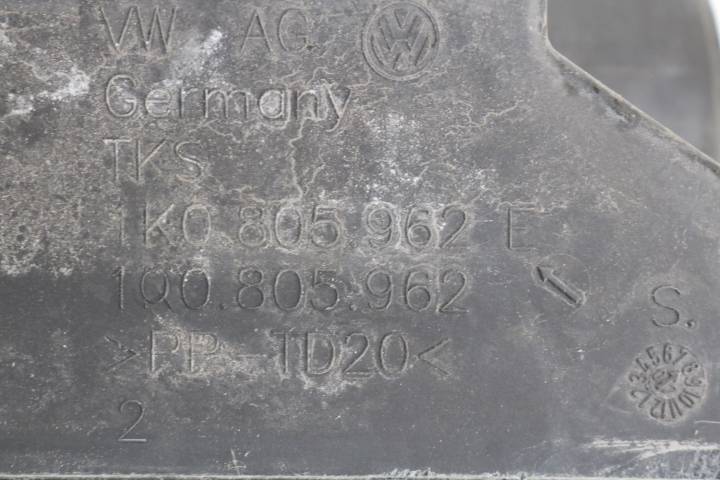 VW AG
Germany
TKS
1K0.805.962 E
1Q0.805.962
S.
>PP-TD20<
2